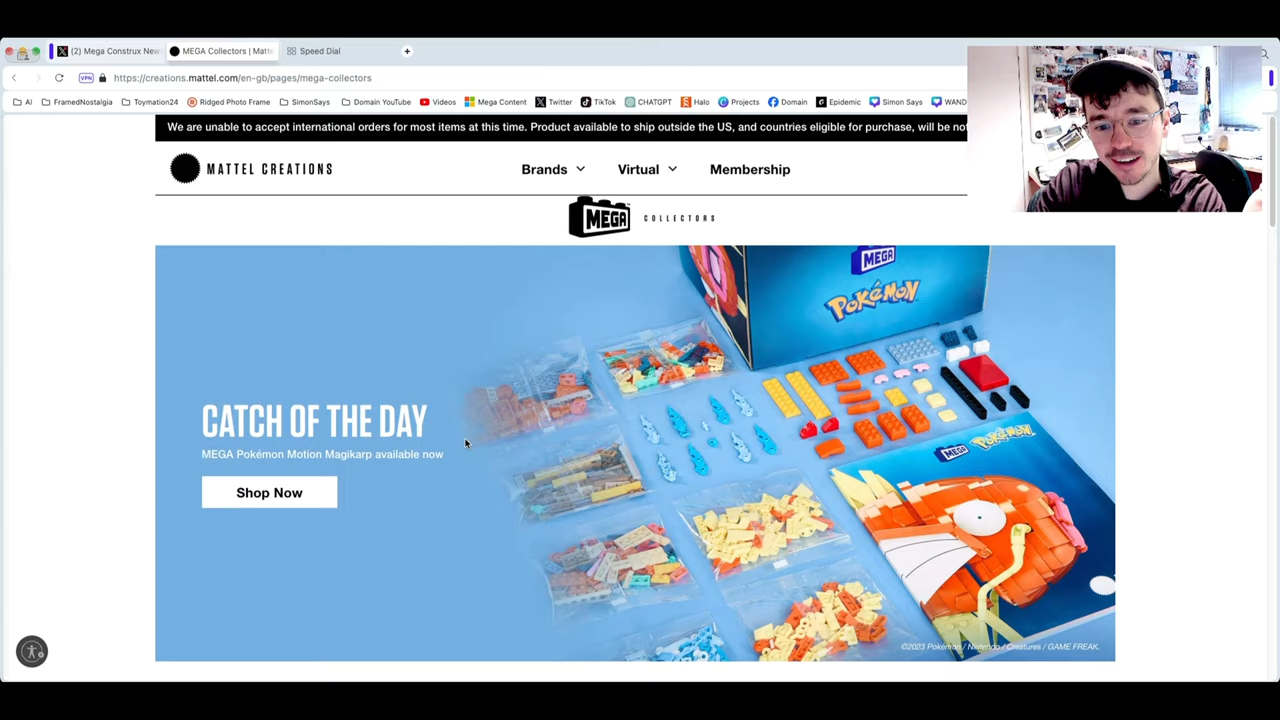 (2) Mega Construx New
MEGA Collectors | Matt
Speed Dial
VPN
https://creations.mattel.com/en-gb/pages/mega-collectors
AI
FramedNostalgia
Toymation24
Ridged Photo Frame
SimonSays
Domain YouTube
Videos
Mega Content
Twitter
TikTok
CHATGPT
Halo
Projects
Domain
Epidemic
Simon Says
WAND
We are unable to accept international orders for most items at this time. Product available to ship outside the US, and countries eligible for purchase, will be not
MATTEL CREATIONS
Brands
Virtual
Membership
MEGA COLLECTORS
MEGA
POKéMON
CATCH OF THE DAY
MEGA Pokémon Motion Magikarp available now
Shop Now
MEGA POKéMON
©2023 Pokémon / Nintendo / Creatures / GAME FREAK.